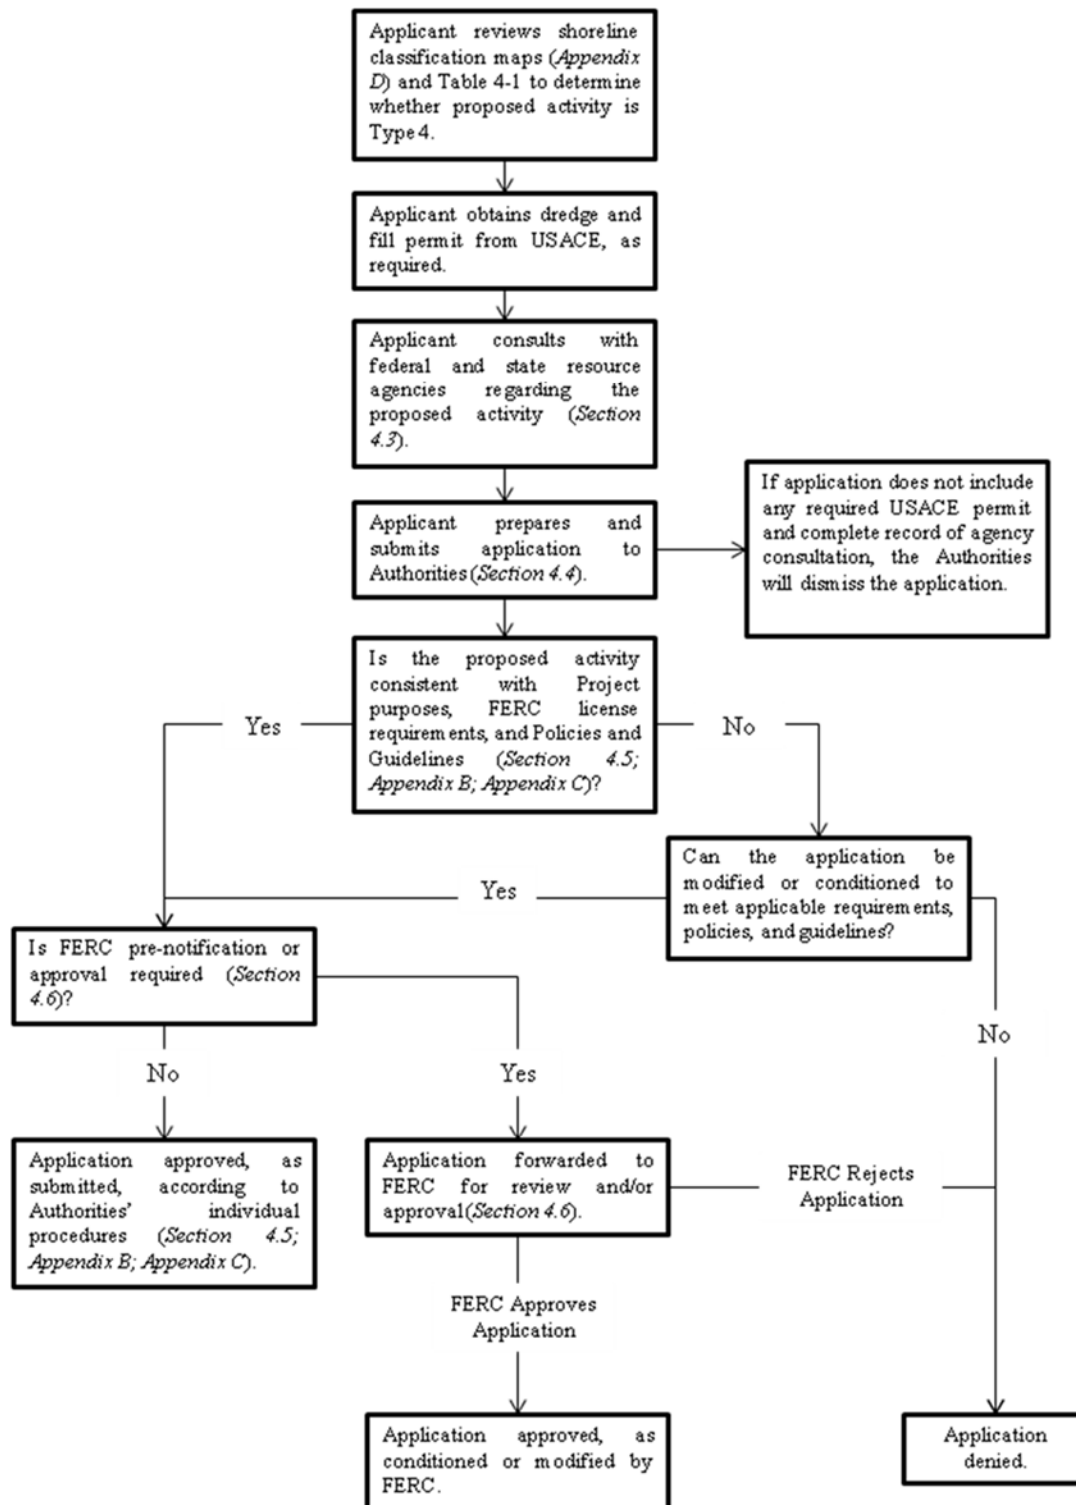 Applicant reviews shoreline
classification maps (Appendix
D) and Table 4-1 to determine
whether proposed activity is
Type 4.
Applicant obtains dredge and
fill permit from USACE, as
required.
Applicant consults with
federal and state resource
agencies regarding the
proposed activity (Section
4.3).
Applicant prepares and
submits application to
Authorities (Section 4.4).
If application does not include
any required USACE permit
and complete record of agency
consultation, the Authorities
will dismiss the application.
Is the proposed activity
consistent with Project
purposes, FERC license
requirements, and Policies and
Guidelines (Section 4.5;
Appendix B; Appendix C)?
Yes
No
Can the application be
modified or conditioned to
meet applicable requirements,
policies, and guidelines?
Yes
Is FERC pre-notification or
approval required (Section
4.6)?
No
No
Yes
Application approved, as
submitted, according to
Authorities' individual
procedures (Section 4.5;
Appendix B; Appendix C).
Application forwarded to
FERC for review and/or
approval (Section 4.6).
FERC Rejects
Application
FERC Approves
Application
Application approved, as
conditioned or modified by
FERC.
Application
denied.